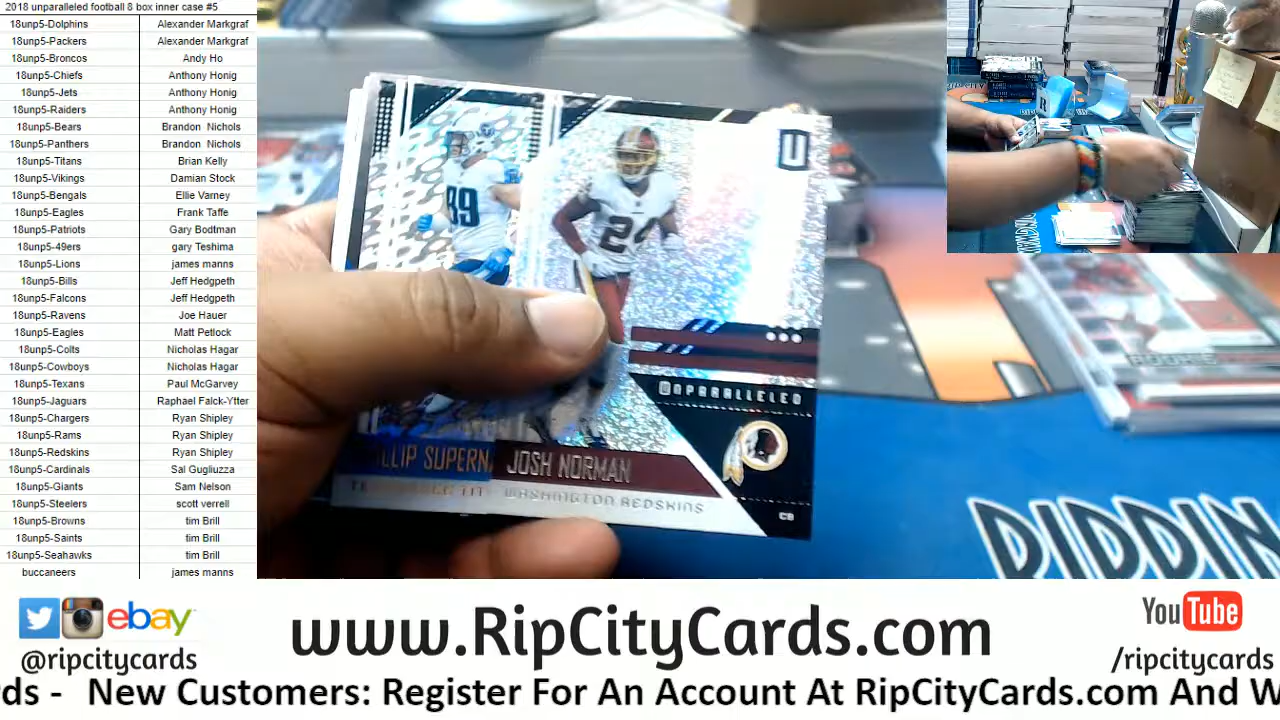 2018 unparalleled football 8 box inner case #5
18unp5-Dolphins Alexander Markgraf
18unp5-Packers Alexander Markgraf
18unp5-Broncos Andy Ho
18unp5-Chiefs Anthony Honig
18unp5-Jets Anthony Honig
18unp5-Raiders Anthony Honig
18unp5-Bears Brandon Nichols
18unp5-Panthers Brandon Nichols
18unp5-Titans Brian Kelly
18unp5-Vikings Damian Stock
18unp5-Bengals Ellie Varney
18unp5-Eagles Frank Taffe
18unp5-Patriots Gary Bodtman
18unp5-49ers gary Teshima
18unp5-Lions james manns
18unp5-Bills Jeff Hedgpeth
18unp5-Falcons Jeff Hedgpeth
18unp5-Ravens Joe Hauer
18unp5-Eagles Matt Petlock
18unp5-Colts Nicholas Hagar
18unp5-Cowboys Nicholas Hagar
18unp5-Texans Paul McGarvey
18unp5-Jaguars Raphael Falck-Ytter
18unp5-Chargers Ryan Shipley
18unp5-Rams Ryan Shipley
18unp5-Redskins Ryan Shipley
18unp5-Cardinals Sal Gugliuzza
18unp5-Giants Sam Nelson
18unp5-Steelers scott verrell
18unp5-Browns tim Brill
18unp5-Saints tim Brill
18unp5-Seahawks tim Brill
buccaneers james manns
U
89
24
UNPARALLELED
LLIP SUPERN
JOSH NORMAN
WASHINGTON REDSKINS
CB
DIDDIN
ebay
@ripcitycards
www.RipCityCards.com
YouTube
/ripcitycards
ds - New Customers: Register For An Account At RipCityCards.com And W